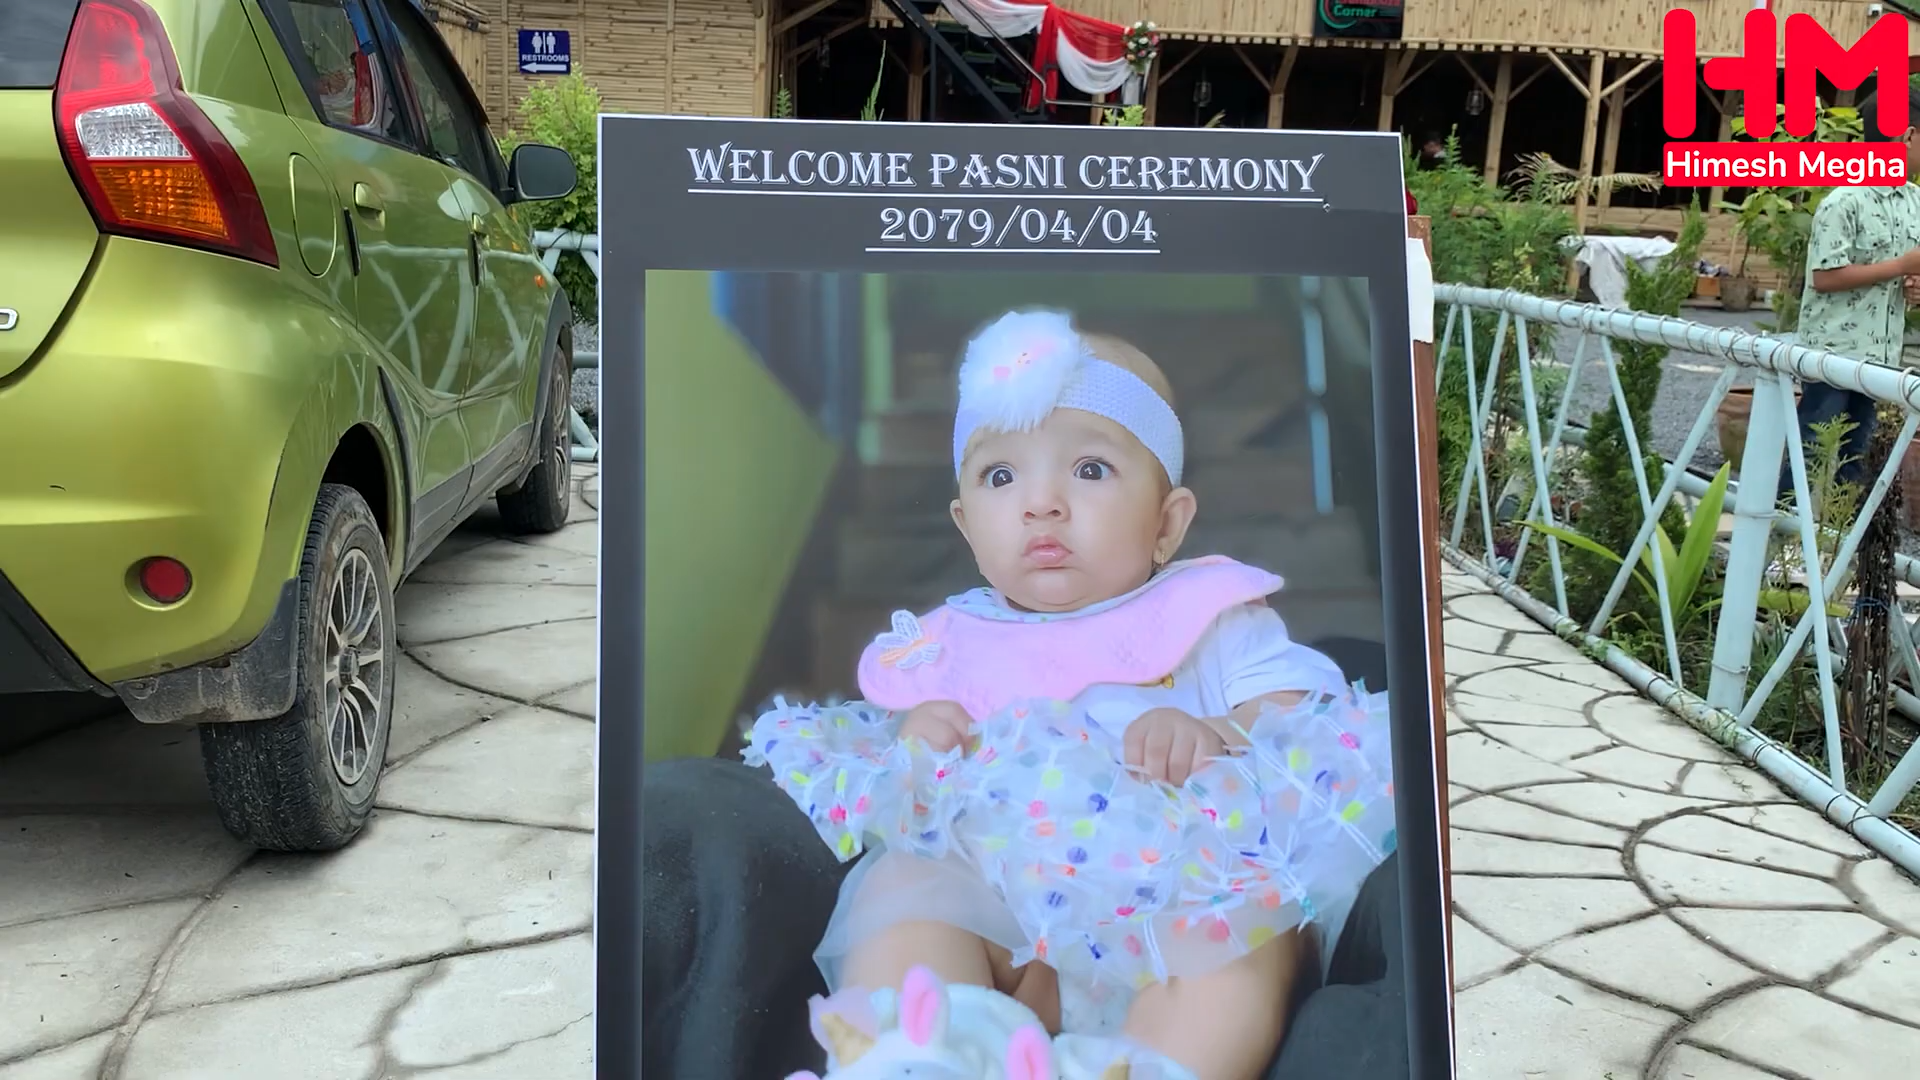 RESTROOMS
Corner
HM
Himesh Megha
WELCOME PASNI CEREMONY
2079/04/04